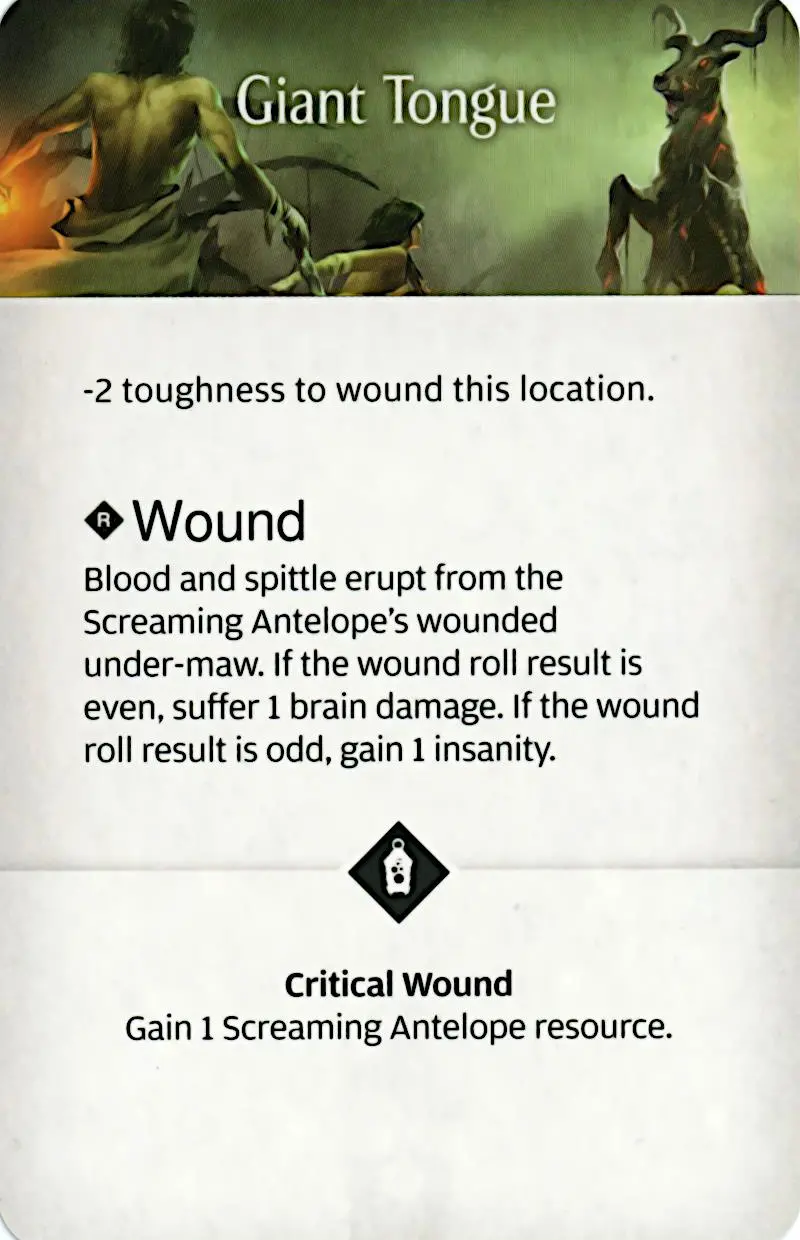 Giant Tongue
-2 toughness to wound this location.
R Wound
Blood and spittle erupt from the
Screaming Antelope’s wounded
under-maw. If the wound roll result is
even, suffer 1 brain damage. If the wound
roll result is odd, gain 1 insanity.
Critical Wound
Gain 1 Screaming Antelope resource.